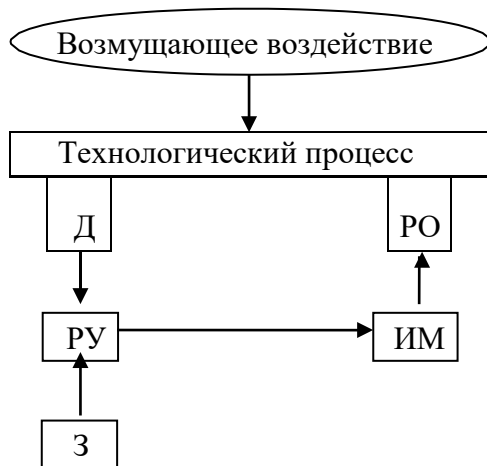 Возмущающее воздействие
Технологический процесс
Д
РО
РУ
ИМ
З